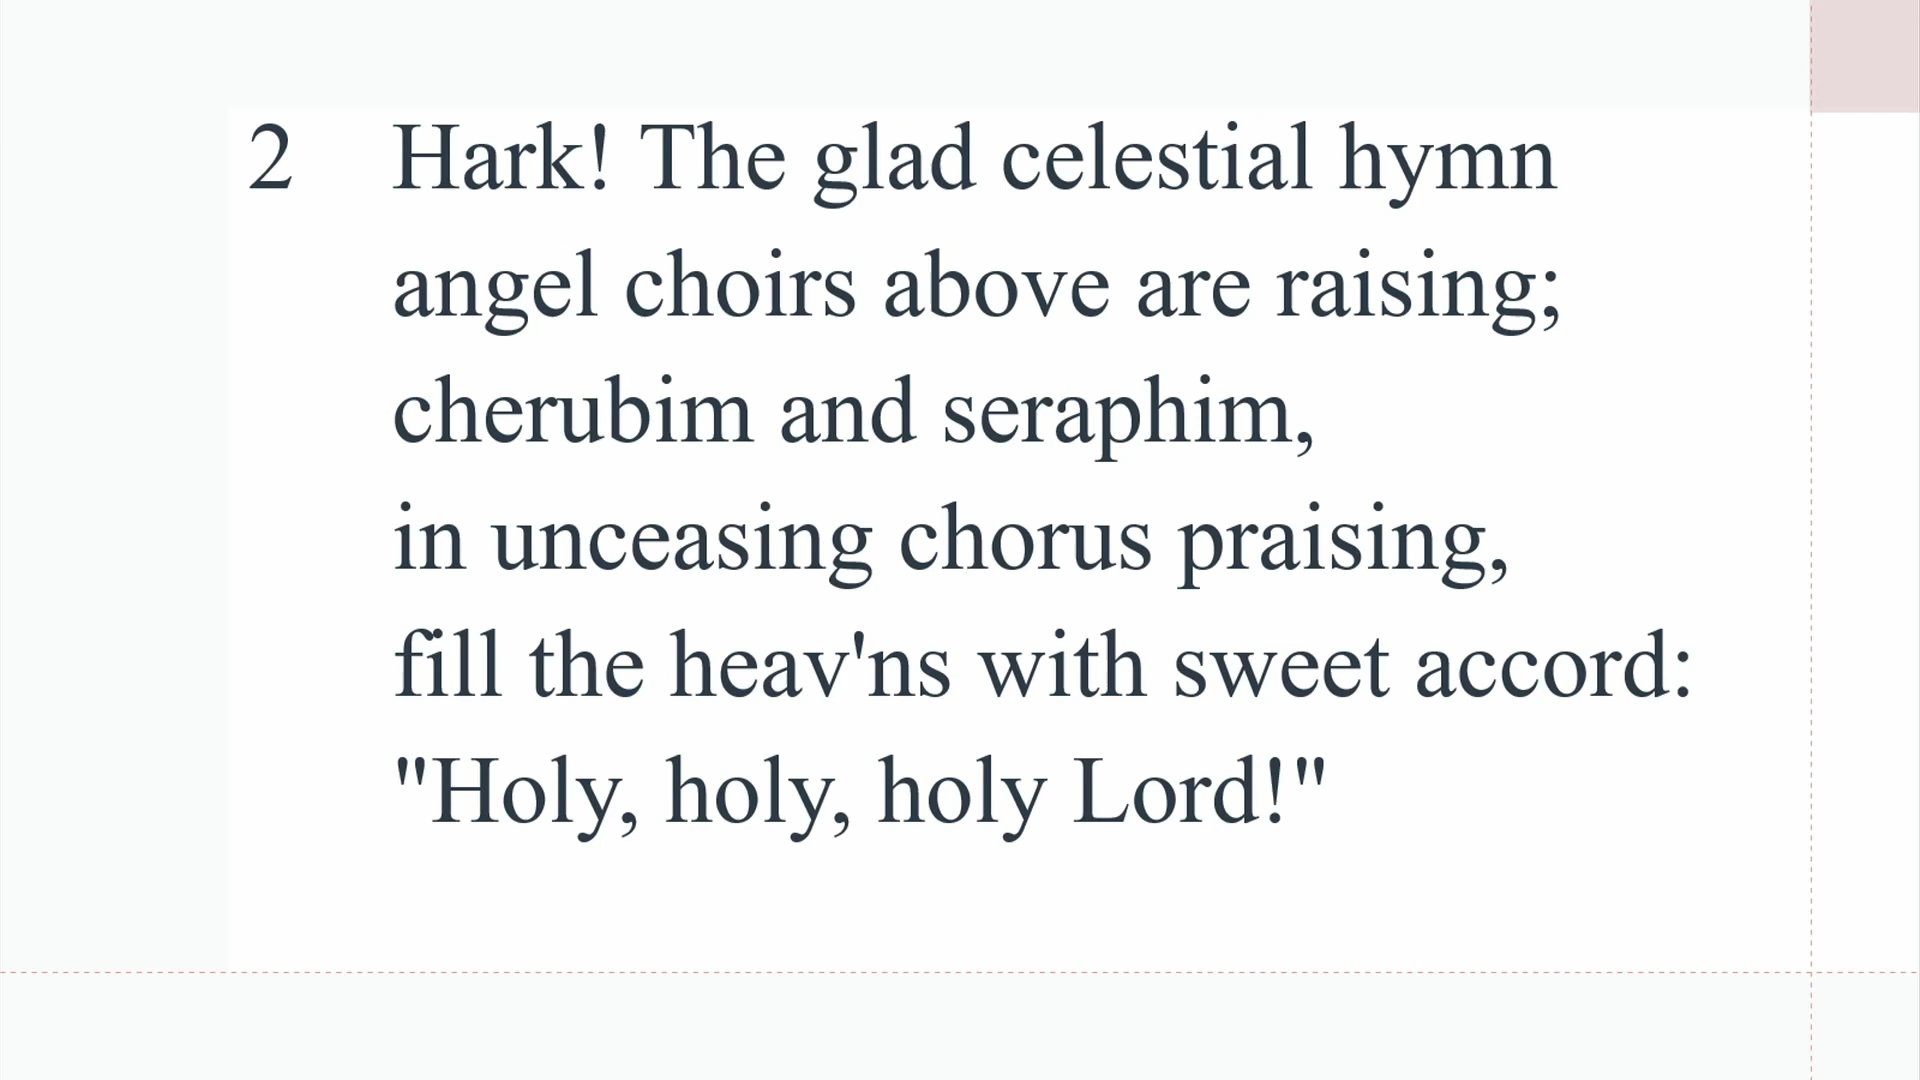 2 Hark! The glad celestial hymn
angel choirs above are raising;
cherubim and seraphim,
in unceasing chorus praising,
fill the heav'ns with sweet accord:
"Holy, holy, holy Lord!"